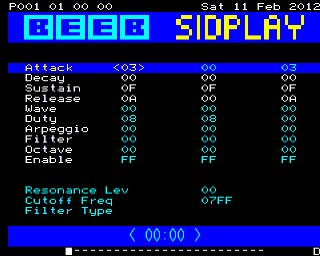 P001 01 00 00 Sat 11 Feb 2012
BEEB SIDPLAY
Attack <03> 00 03
Decay 00 00 00
Sustain 0F 0F 0F
Release 0A 00 0A
Wave 00 00 00
Duty 08 08 00
Arpeggio 00 00 00
Filter 00 00 00
Octave 00 00 00
Enable FF FF FF
Resonance Lev 00
Cutoff Freq 07FF
Filter Type
< 00:00 >
D